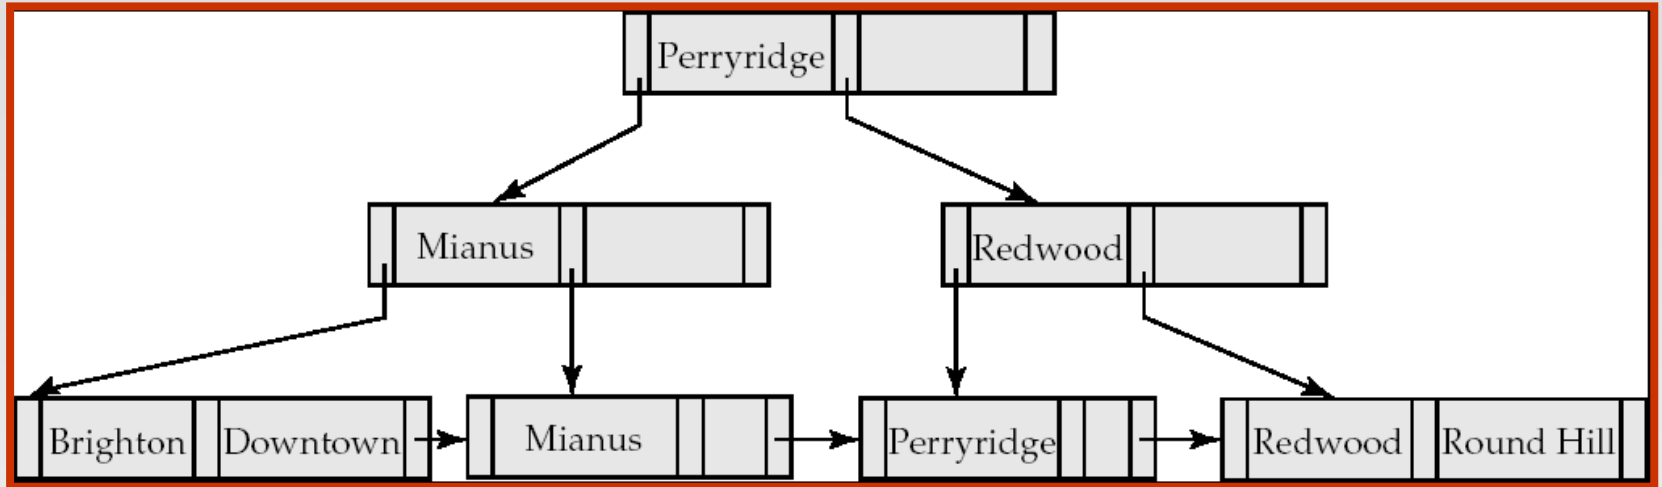 Perryridge
Mianus
Redwood
Brighton
Downtown
Mianus
Perryridge
Redwood
Round Hill